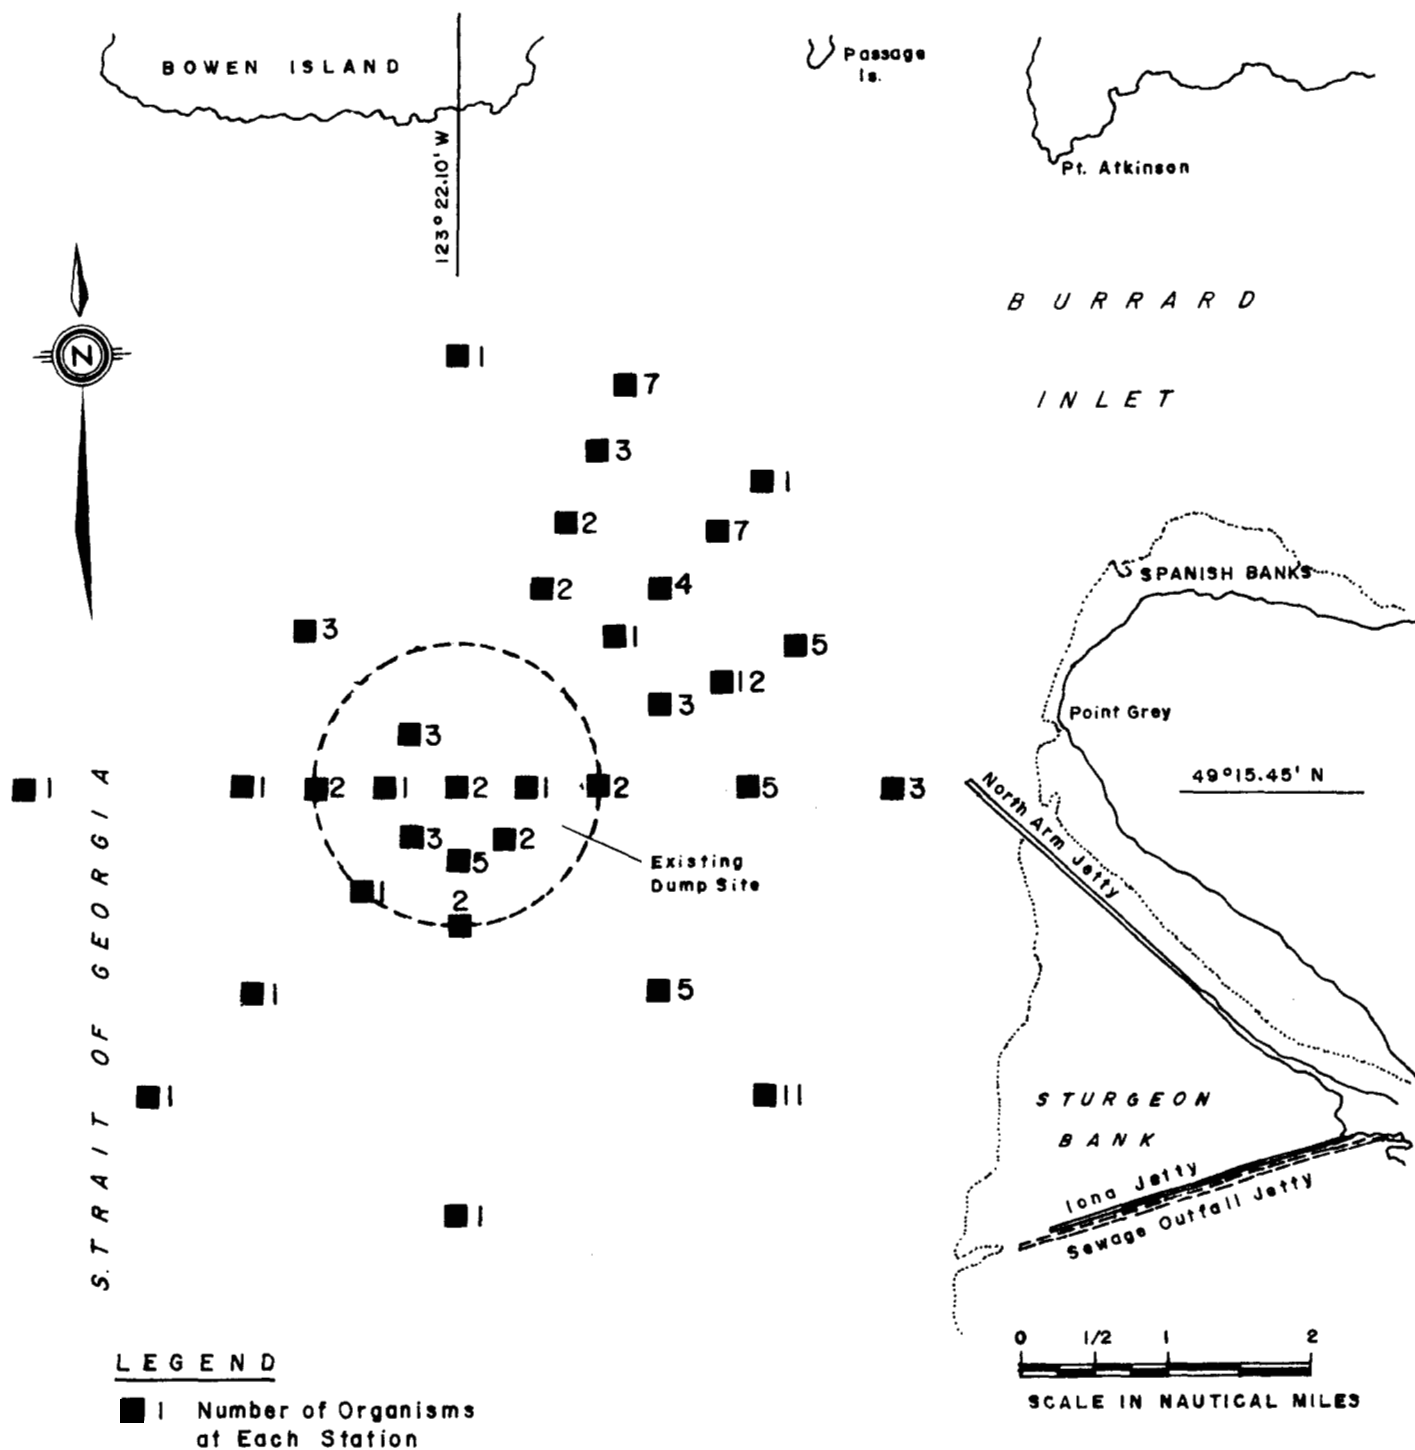 BOWEN ISLAND
Passage
Is.
Pt. Atkinson
123° 22.10' W
BURRARD
INLET
N
1
7
3
1
2
7
2
4
3
1
5
12
3
SPANISH BANKS
Point Grey
3
1
1
2
1
2
1
2
5
3
49°15.45' N
North Arm Jetty
3
2
5
Existing
Dump Site
1
2
STRAIT OF GEORGIA
1
5
1
11
STURGEON
BANK
1
Iona Jetty
Sewage Outfall Jetty
0 1/2 1 2
SCALE IN NAUTICAL MILES
LEGEND
1 Number of Organisms
at Each Station